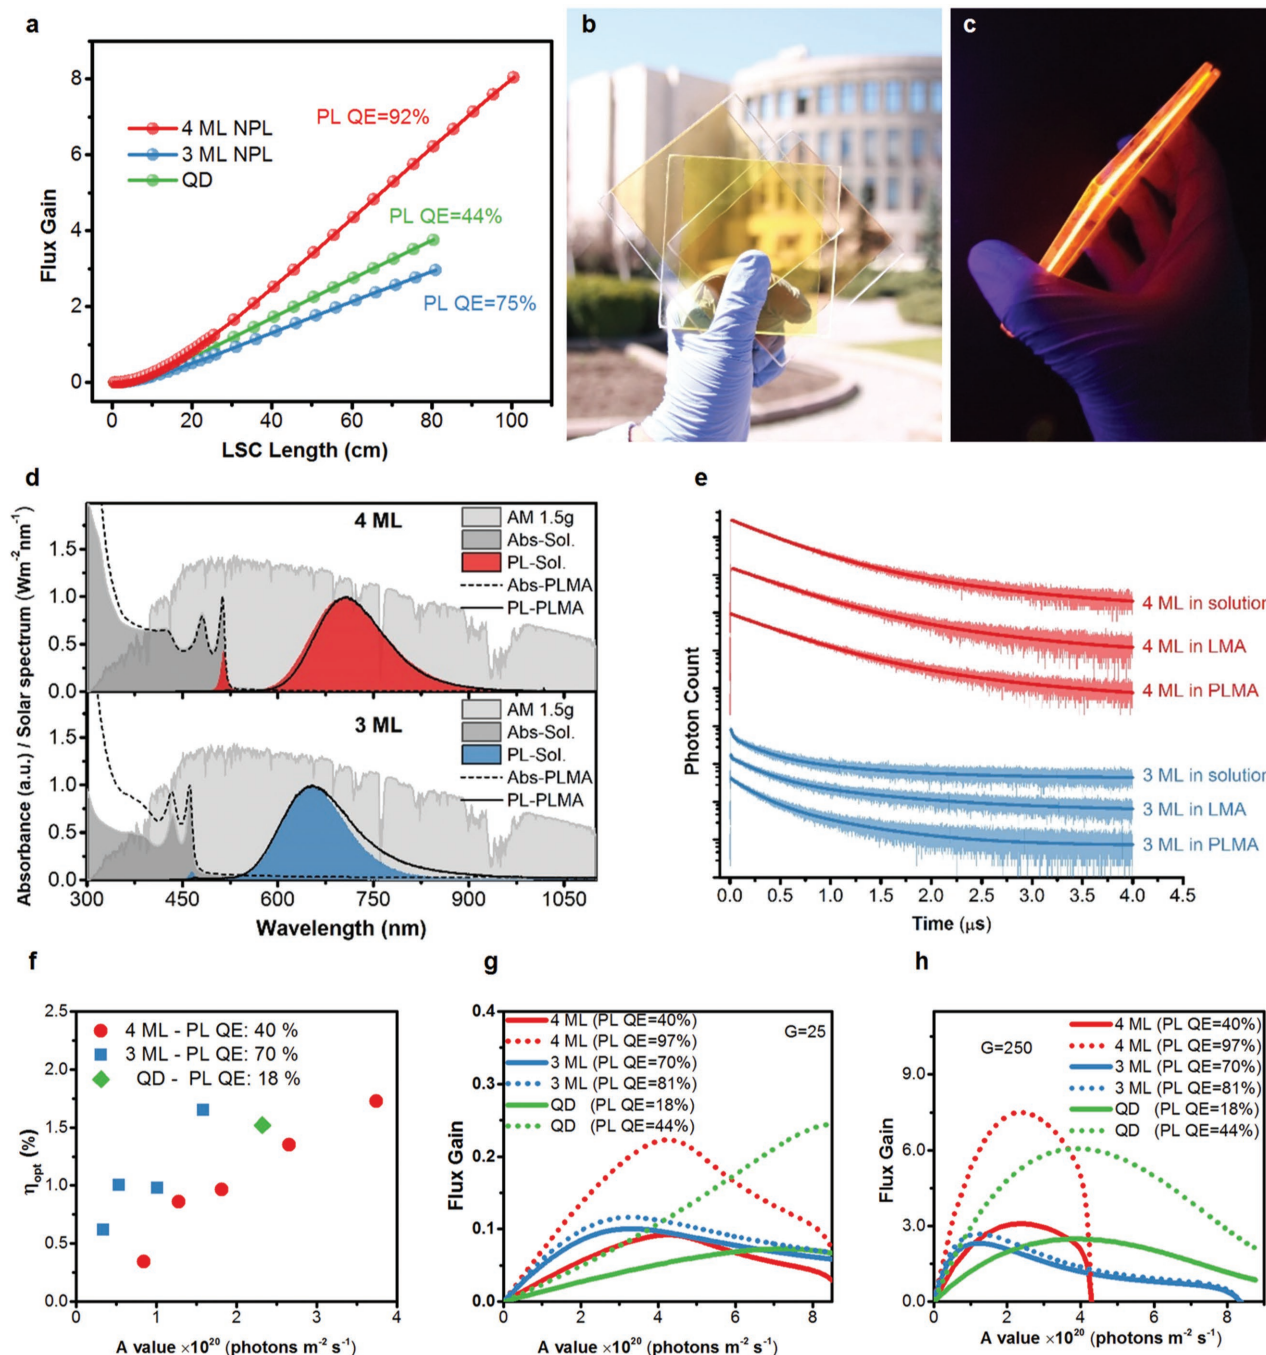 a
8
6
4
2
0
Flux Gain
4 ML NPL
3 ML NPL
QD
PL QE=92%
PL QE=44%
PL QE=75%
0 20 40 60 80 100
LSC Length (cm)
b
c
d
Absorbance (a.u.) / Solar spectrum (Wm⁻²nm⁻¹)
1.5
1.0
0.5
0.0
4 ML
AM 1.5g
Abs-Sol.
PL-Sol.
Abs-PLMA
PL-PLMA
1.5
1.0
0.5
0.0
3 ML
AM 1.5g
Abs-Sol.
PL-Sol.
Abs-PLMA
PL-PLMA
300 450 600 750 900 1050
Wavelength (nm)
e
Photon Count
4 ML in solution
4 ML in LMA
4 ML in PLMA
3 ML in solution
3 ML in LMA
3 ML in PLMA
0.0 0.5 1.0 1.5 2.0 2.5 3.0 3.5 4.0 4.5
Time (μs)
f
2.5
2.0
1.5
1.0
0.5
0.0
ηopt (%)
4 ML - PL QE: 40 %
3 ML - PL QE: 70 %
QD - PL QE: 18 %
0 1 2 3 4
A value ×10²⁰ (photons m⁻² s⁻¹)
g
0.4
0.3
0.2
0.1
0.0
Flux Gain
4 ML (PL QE=40%)
4 ML (PL QE=97%)
3 ML (PL QE=70%)
3 ML (PL QE=81%)
QD (PL QE=18%)
QD (PL QE=44%)
G=25
0 2 4 6 8
A value ×10²⁰ (photons m⁻² s⁻¹)
h
9.0
6.0
3.0
0.0
Flux Gain
G=250
4 ML (PL QE=40%)
4 ML (PL QE=97%)
3 ML (PL QE=70%)
3 ML (PL QE=81%)
QD (PL QE=18%)
QD (PL QE=44%)
0 2 4 6 8
A value ×10²⁰ (photons m⁻² s⁻¹)